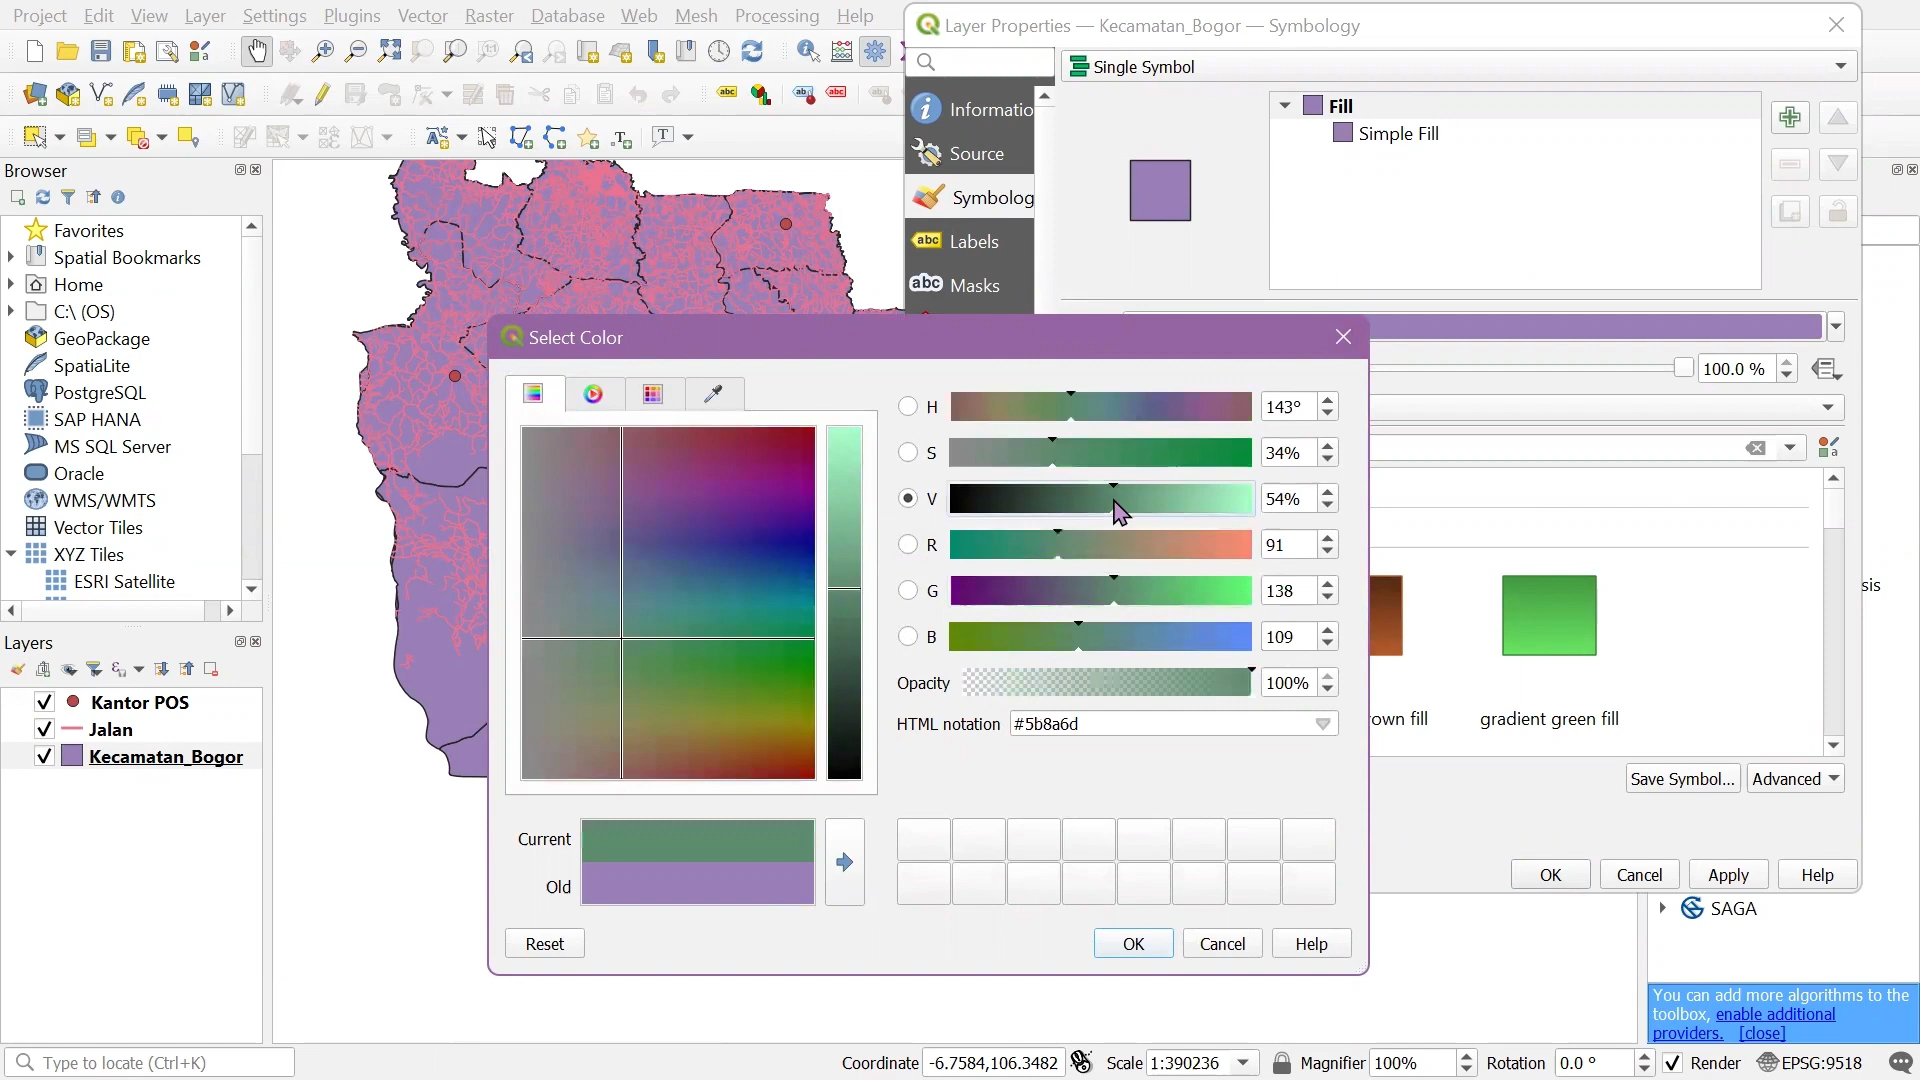 Project Edit View Layer Settings Plugins Vector Raster Database Web Mesh Processing Help
Layer Properties — Kecamatan_Bogor — Symbology
Single Symbol
Informatio
Fill
Simple Fill
Source
Symbolog
Labels
Masks
Browser
Favorites
Spatial Bookmarks
Home
C:\ (OS)
GeoPackage
SpatiaLite
PostgreSQL
SAP HANA
MS SQL Server
Oracle
WMS/WMTS
Vector Tiles
XYZ Tiles
ESRI Satellite
Layers
Kantor POS
Jalan
Kecamatan_Bogor
Select Color
100.0 %
H 143°
S 34%
V 54%
R 91
G 138
B 109
Opacity 100%
HTML notation #5b8a6d
Current
Old
Reset
OK Cancel Help
sis
own fill gradient green fill
Save Symbol... Advanced
OK Cancel Apply Help
SAGA
You can add more algorithms to the
toolbox, enable additional
providers. [close]
Type to locate (Ctrl+K)
Coordinate -6.7584,106.3482 Scale 1:390236 Magnifier 100% Rotation 0.0 ° Render EPSG:9518